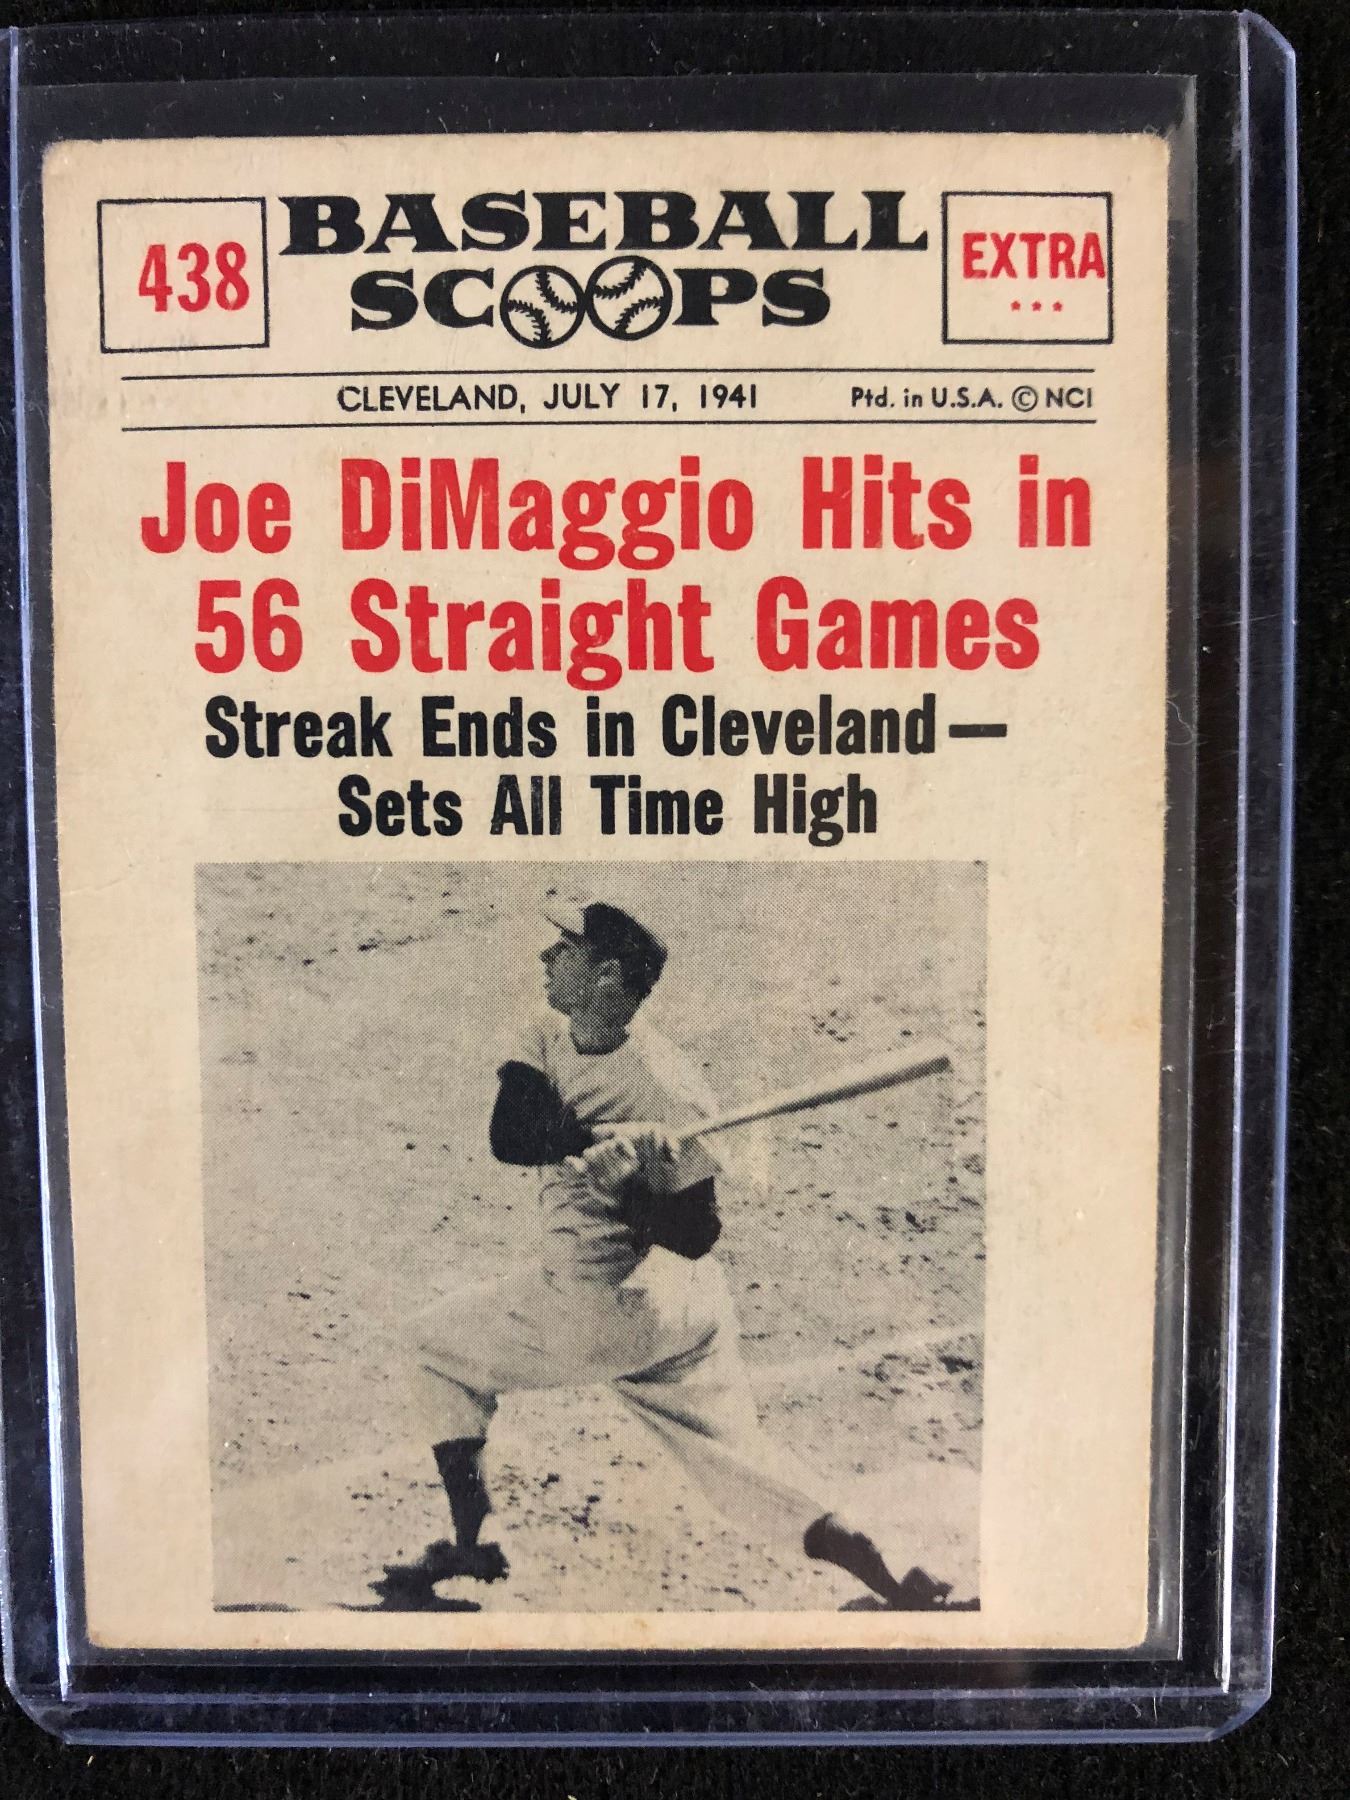 438
BASEBALL
SCOOPS
EXTRA
***
CLEVELAND, JULY 17, 1941
Ptd. in U.S.A. © NCI
Joe DiMaggio Hits in
56 Straight Games
Streak Ends in Cleveland—
Sets All Time High